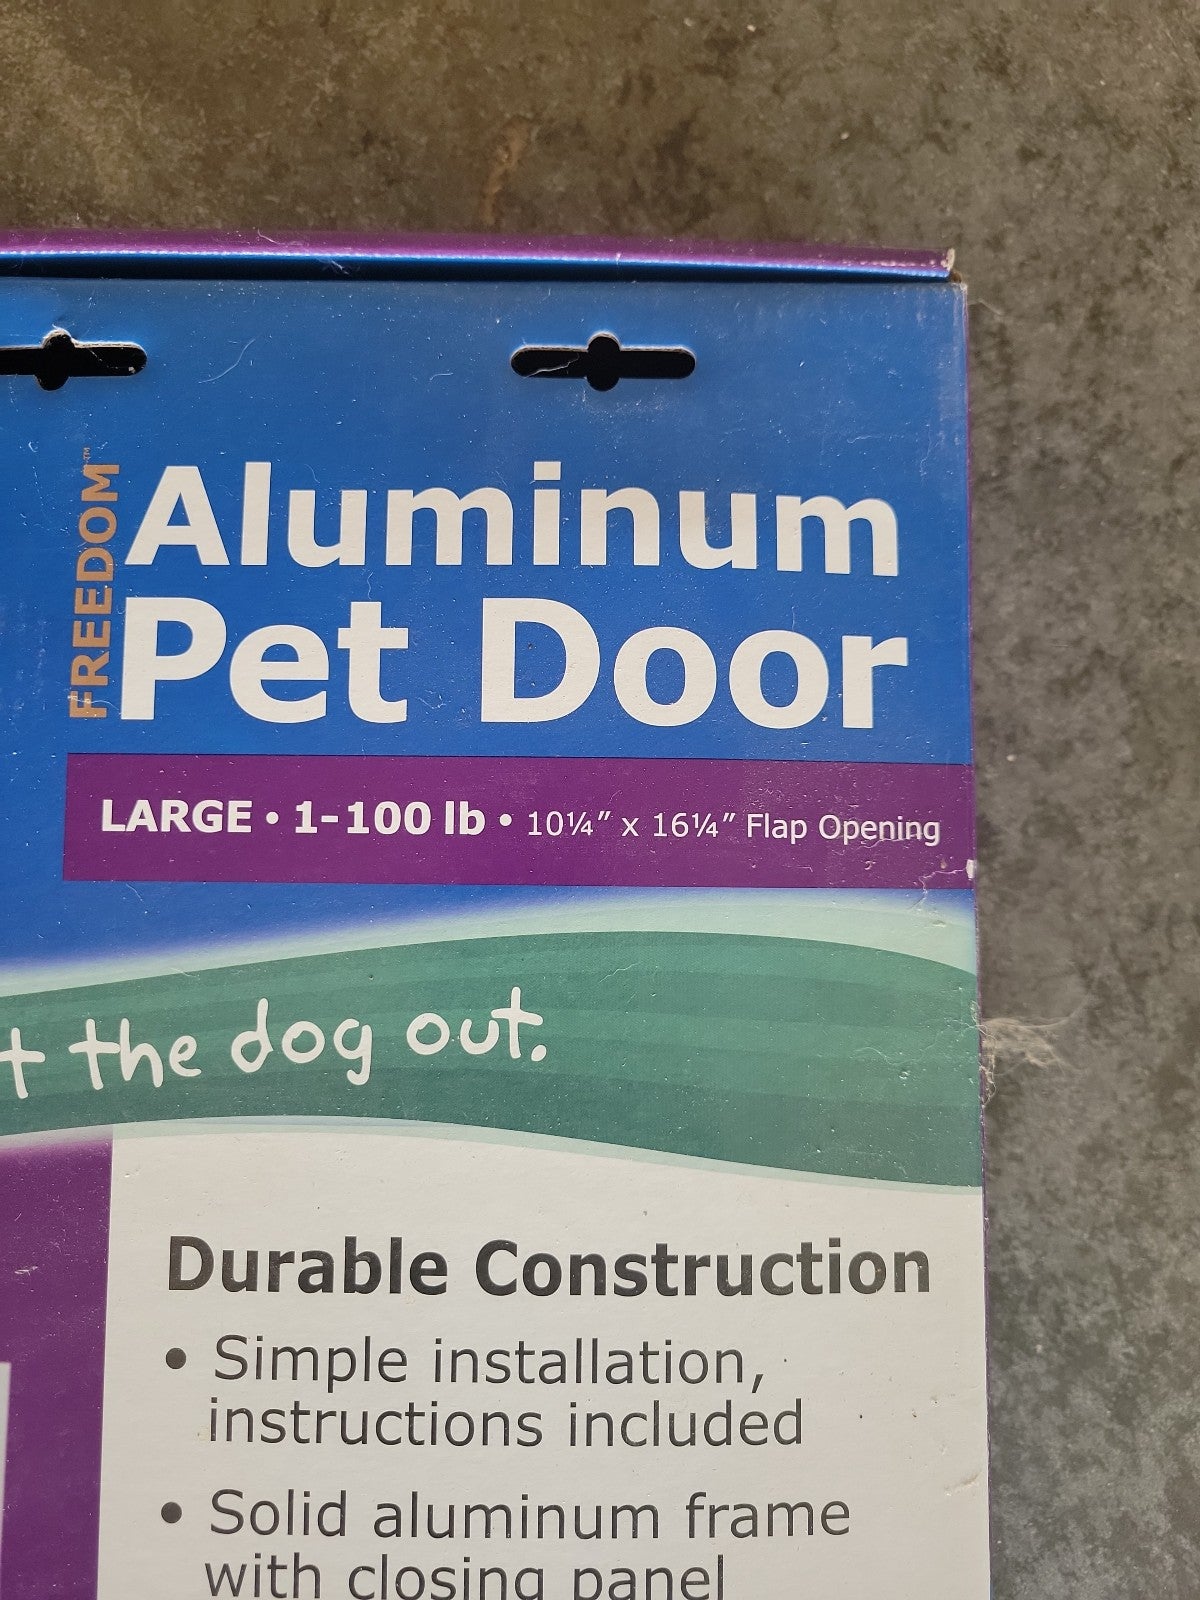 FREEDOM™
Aluminum
Pet Door
LARGE • 1-100 lb • 10¼" x 16¼" Flap Opening
the dog out.
Durable Construction
• Simple installation,
instructions included
• Solid aluminum frame
with closing panel